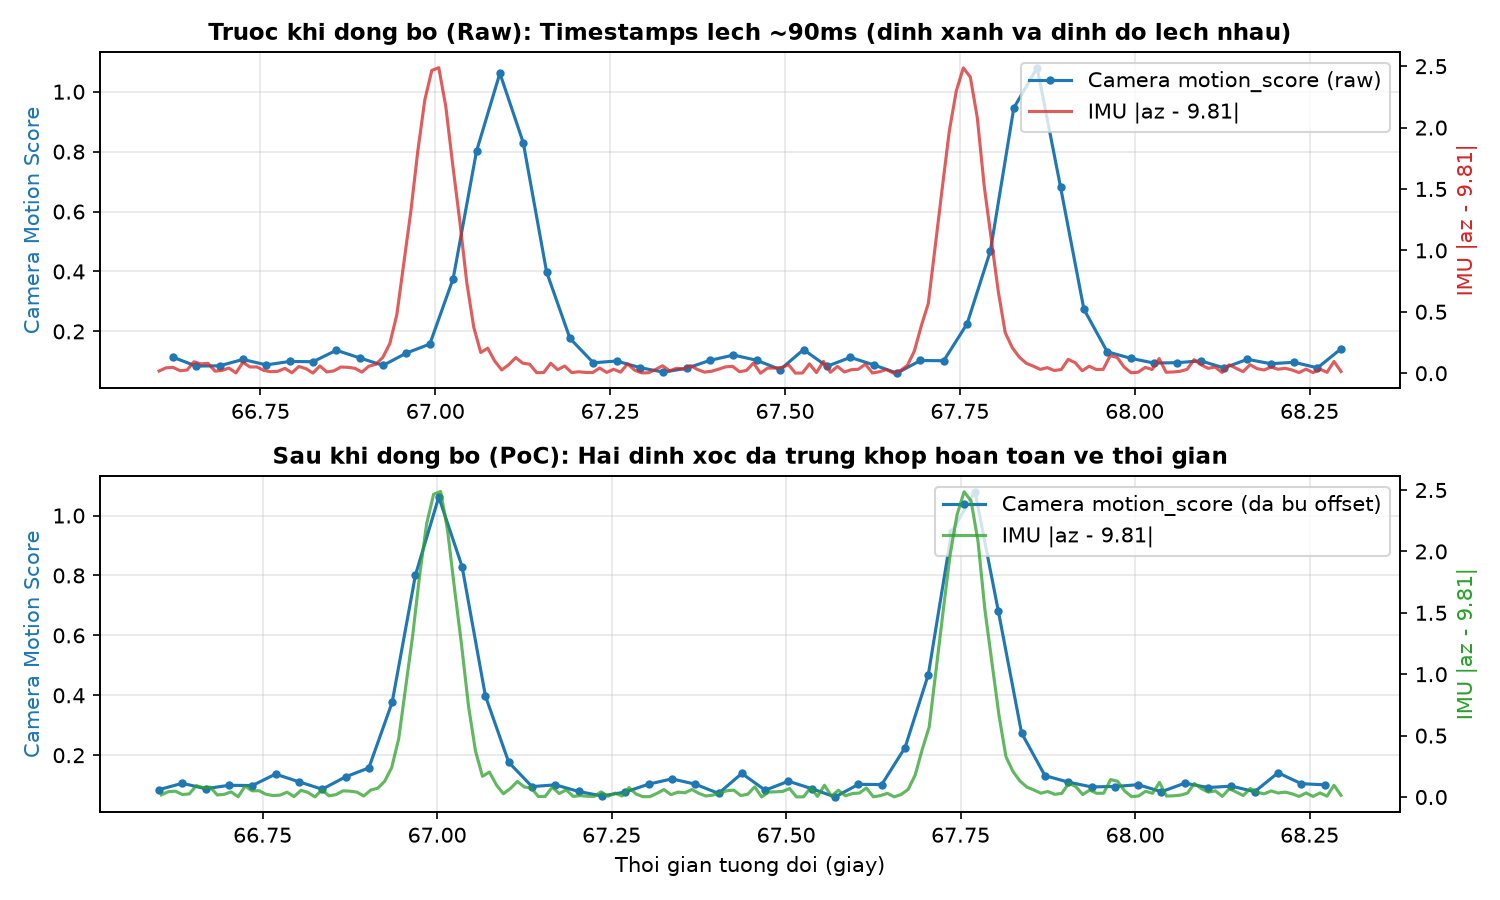 Truoc khi dong bo (Raw): Timestamps lech ~90ms (dinh xanh va dinh do lech nhau)
Camera motion_score (raw)
IMU |az - 9.81|
Camera Motion Score
1.0
0.8
0.6
0.4
0.2
2.5
2.0
1.5
1.0
0.5
0.0
IMU |az - 9.81|
66.75 67.00 67.25 67.50 67.75 68.00 68.25
Sau khi dong bo (PoC): Hai dinh xoc da trung khop hoan toan ve thoi gian
Camera motion_score (da bu offset)
IMU |az - 9.81|
Camera Motion Score
1.0
0.8
0.6
0.4
0.2
2.5
2.0
1.5
1.0
0.5
0.0
IMU |az - 9.81|
66.75 67.00 67.25 67.50 67.75 68.00 68.25
Thoi gian tuong doi (giay)